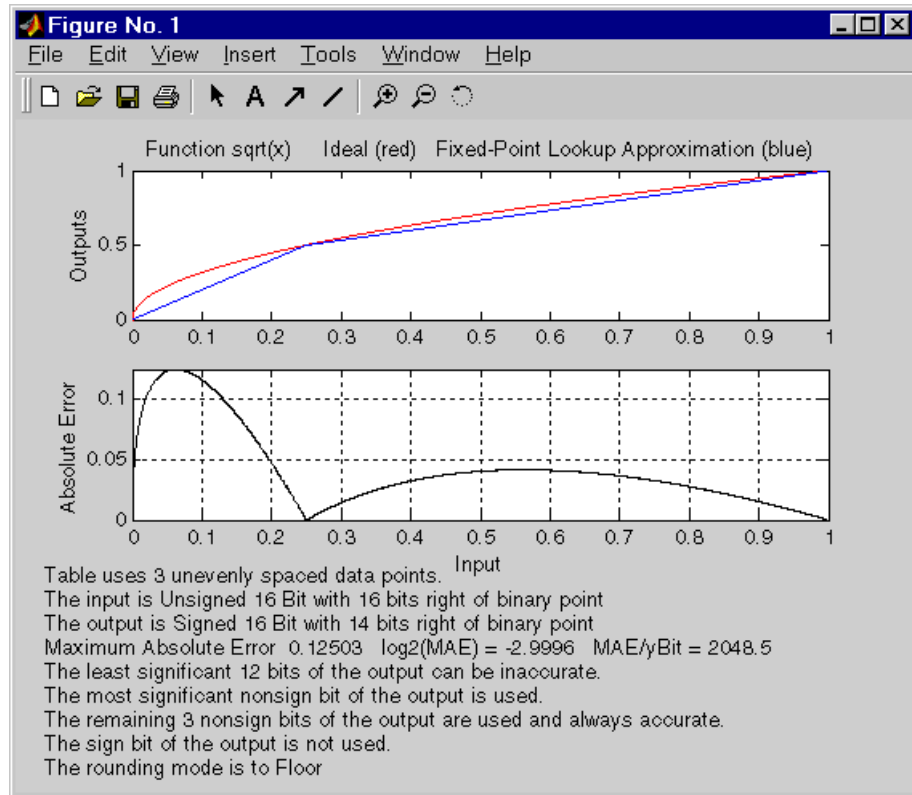 Figure No. 1
File Edit View Insert Tools Window Help
A
Function sqrt(x) Ideal (red) Fixed-Point Lookup Approximation (blue)
1
0.5
0
Outputs
0 0.1 0.2 0.3 0.4 0.5 0.6 0.7 0.8 0.9 1
0.1
0.05
0
Absolute Error
0 0.1 0.2 0.3 0.4 0.5 0.6 0.7 0.8 0.9 1
Input
Table uses 3 unevenly spaced data points.
The input is Unsigned 16 Bit with 16 bits right of binary point
The output is Signed 16 Bit with 14 bits right of binary point
Maximum Absolute Error 0.12503 log2(MAE) = -2.9996 MAE/yBit = 2048.5
The least significant 12 bits of the output can be inaccurate.
The most significant nonsign bit of the output is used.
The remaining 3 nonsign bits of the output are used and always accurate.
The sign bit of the output is not used.
The rounding mode is to Floor